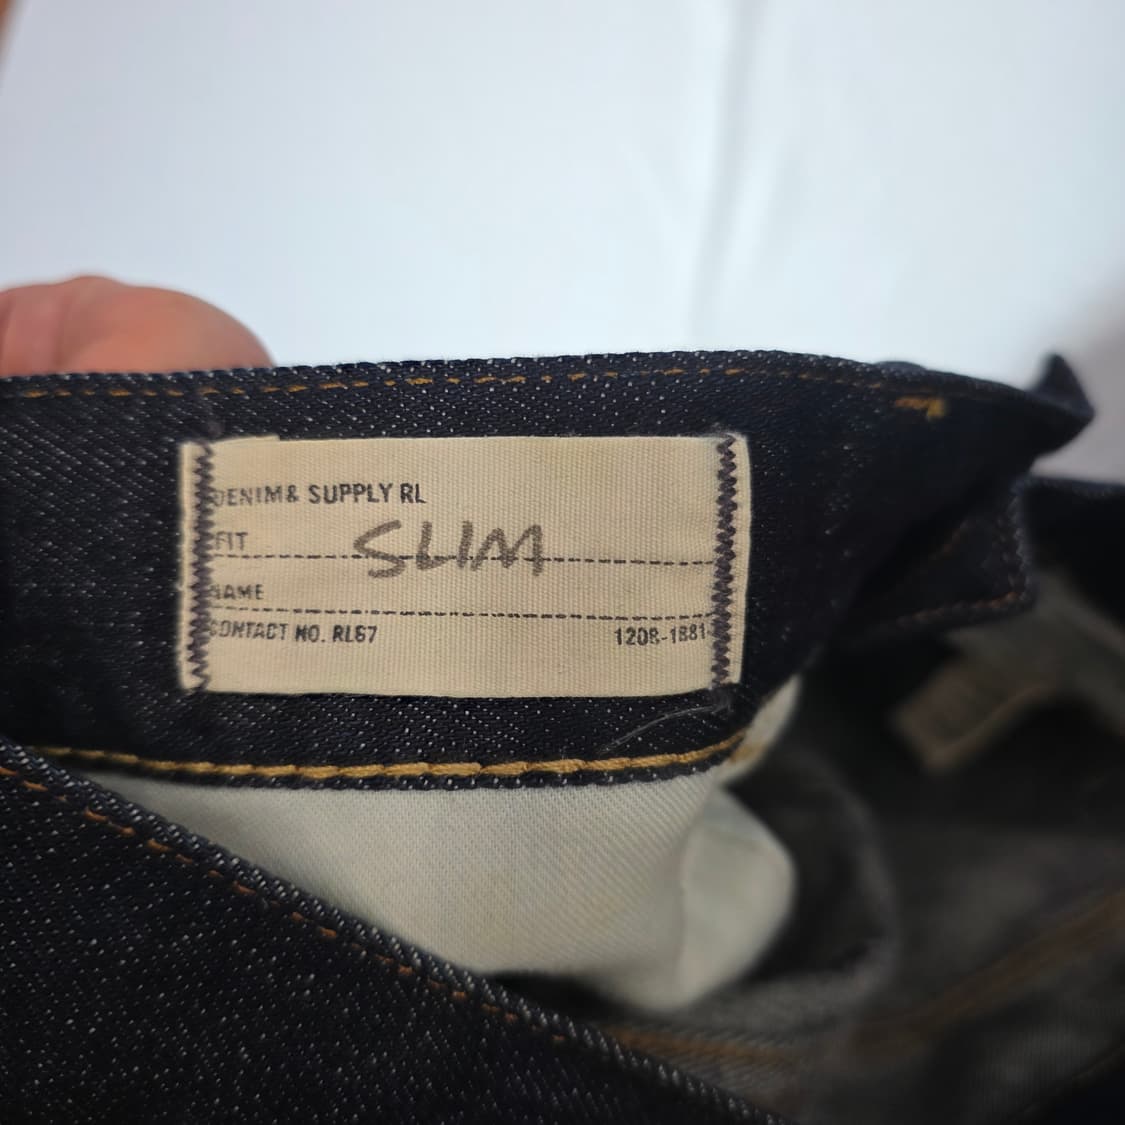 DENIM & SUPPLY RL
FIT SLIM
NAME
CONTACT NO. RL67 1208-1881